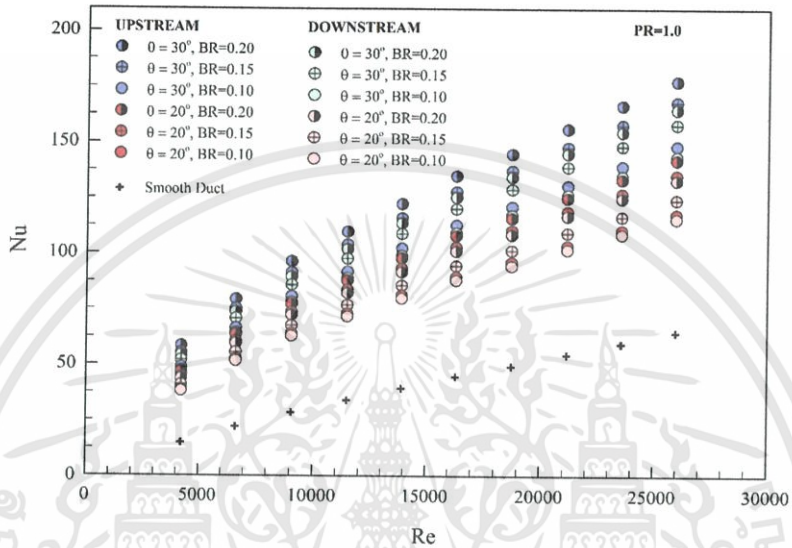 UPSTREAM
θ = 30°, BR=0.20
θ = 30°, BR=0.15
θ = 30°, BR=0.10
θ = 20°, BR=0.20
θ = 20°, BR=0.15
θ = 20°, BR=0.10
Smooth Duct
DOWNSTREAM
θ = 30°, BR=0.20
θ = 30°, BR=0.15
θ = 30°, BR=0.10
θ = 20°, BR=0.20
θ = 20°, BR=0.15
θ = 20°, BR=0.10
PR=1.0
Nu
200
150
100
50
0
0
5000
10000
15000
20000
25000
30000
Re